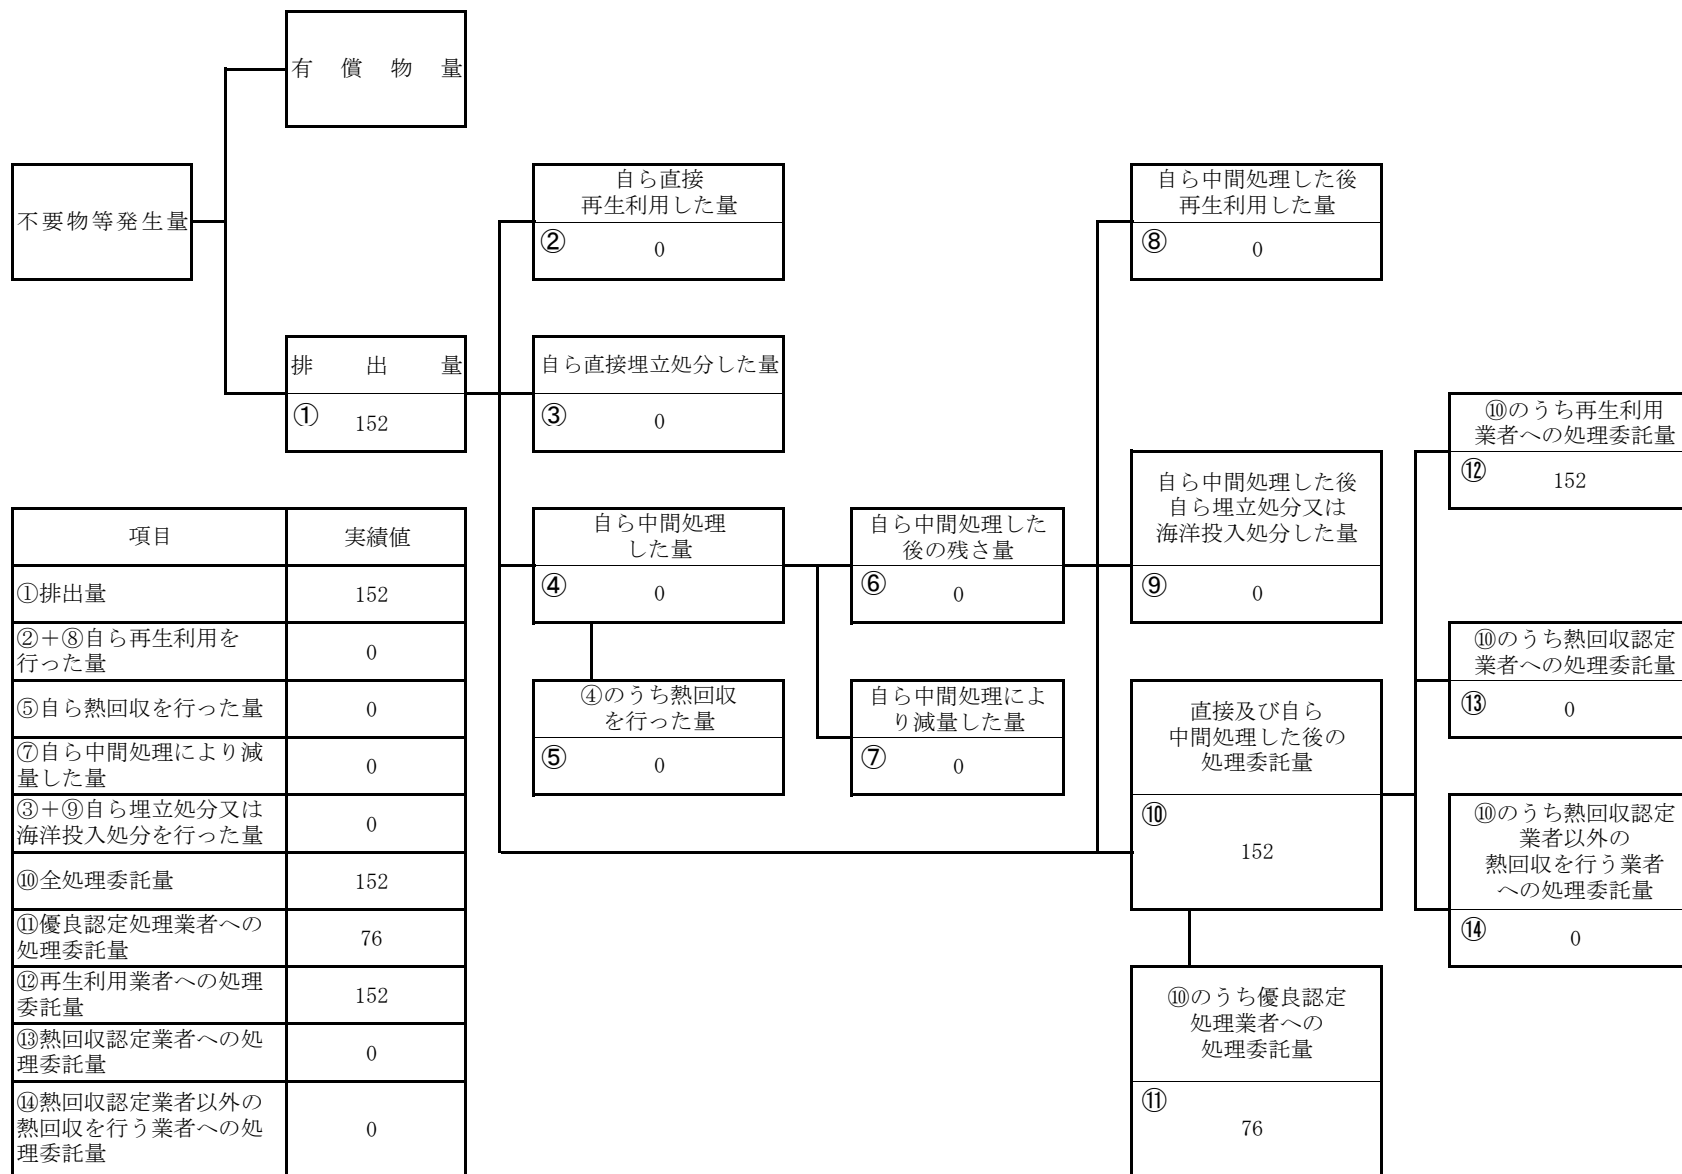 有償物量
不要物等発生量
排出量
① 152
自ら直接
再生利用した量
② 0
自ら直接埋立処分した量
③ 0
自ら中間処理
した量
④ 0
④のうち熱回収
を行った量
⑤ 0
自ら中間処理した
後の残さ量
⑥ 0
自ら中間処理によ
り減量した量
⑦ 0
自ら中間処理した後
再生利用した量
⑧ 0
自ら中間処理した後
自ら埋立処分又は
海洋投入処分した量
⑨ 0
直接及び自ら
中間処理した後の
処理委託量
⑩
152
⑩のうち優良認定
処理業者への
処理委託量
⑪
76
⑩のうち再生利用
業者への処理委託量
⑫ 152
⑩のうち熱回収認定
業者への処理委託量
⑬ 0
⑩のうち熱回収認定
業者以外の
熱回収を行う業者
への処理委託量
⑭ 0
項目 実績値
①排出量 152
②＋⑧自ら再生利用を
行った量 0
⑤自ら熱回収を行った量 0
⑦自ら中間処理により減
量した量 0
③＋⑨自ら埋立処分又は
海洋投入処分を行った量 0
⑩全処理委託量 152
⑪優良認定処理業者への
処理委託量 76
⑫再生利用業者への処理
委託量 152
⑬熱回収認定業者への処
理委託量 0
⑭熱回収認定業者以外の
熱回収を行う業者への処
理委託量 0